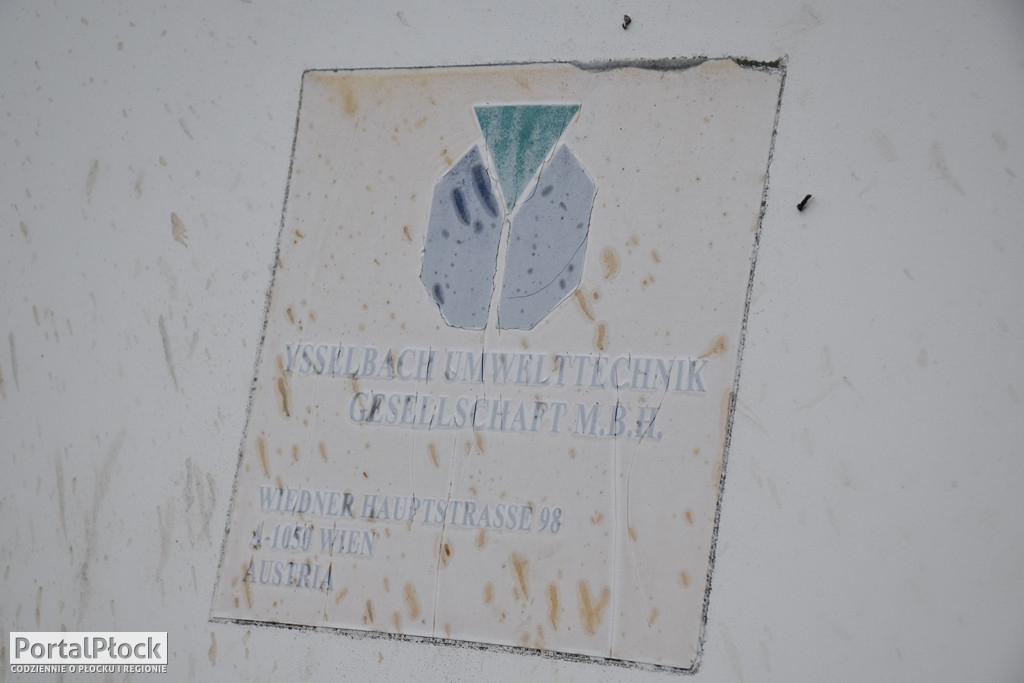 YSSELBACH UMWELTTECHNIK
GESELLSCHAFT M.B.H.
WIEDNER HAUPTSTRASSE 98
A-1050 WIEN
AUSTRIA
PortalPłock
CODZIENNIE O PŁOCKU I REGIONIE